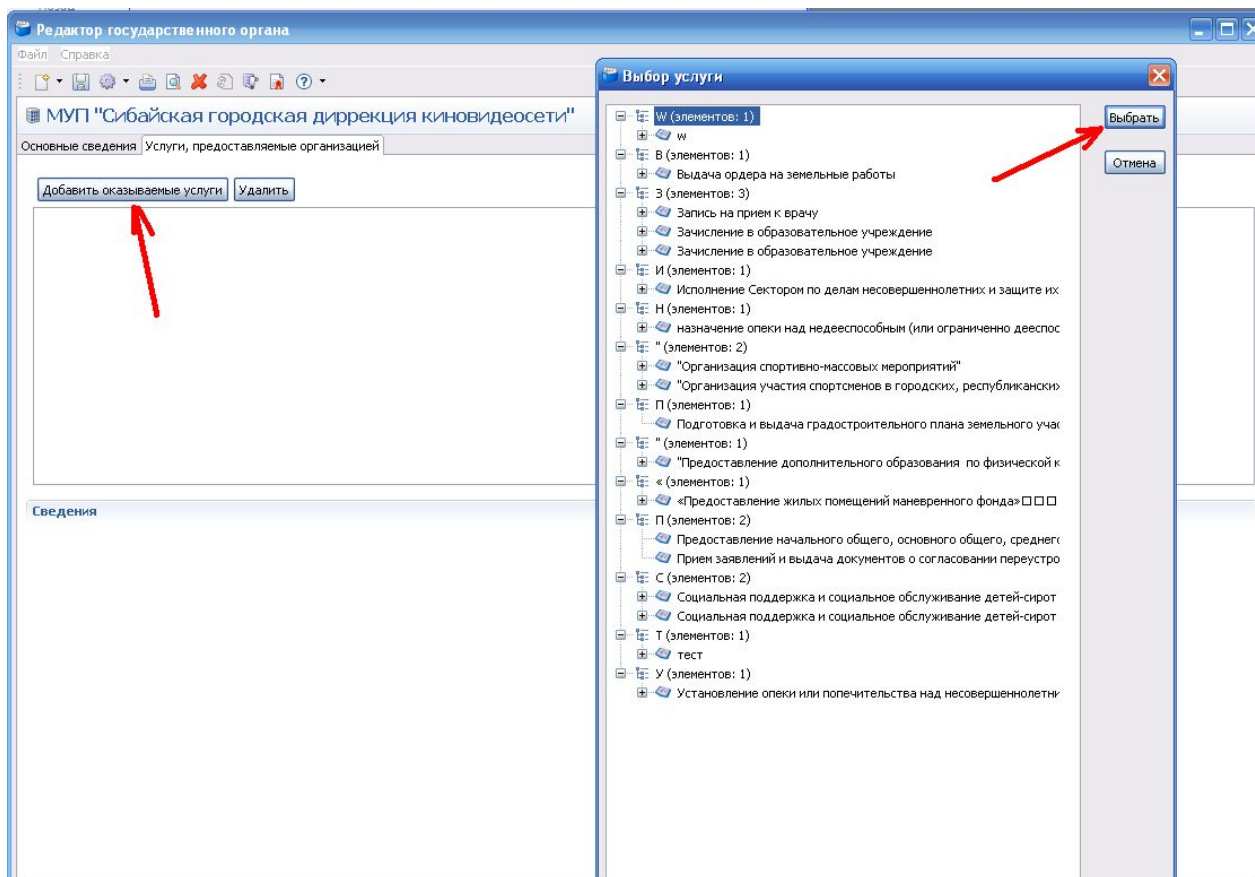 Редактор государственного органа
Файл Справка
МУП "Сибайская городская диррекция киновидеосети"
Основные сведения Услуги, предоставляемые организацией
Добавить оказываемые услуги Удалить
Сведения
Выбор услуги
W (элементов: 1)
w
В (элементов: 1)
Выдача ордера на земельные работы
З (элементов: 3)
Запись на прием к врачу
Зачисление в образовательное учреждение
Зачисление в образовательное учреждение
И (элементов: 1)
Исполнение Сектором по делам несовершеннолетних и защите их
Н (элементов: 1)
назначение опеки над недееспособным (или ограниченно дееспос
" (элементов: 2)
"Организация спортивно-массовых мероприятий"
"Организация участия спортсменов в городских, республиканских
П (элементов: 1)
Подготовка и выдача градостроительного плана земельного учас
" (элементов: 1)
"Предоставление дополнительного образования по физической к
« (элементов: 1)
«Предоставление жилых помещений маневренного фонда»□□□
П (элементов: 2)
Предоставление начального общего, основного общего, среднего
Прием заявлений и выдача документов о согласовании переустро
С (элементов: 2)
Социальная поддержка и социальное обслуживание детей-сирот
Социальная поддержка и социальное обслуживание детей-сирот
Т (элементов: 1)
тест
У (элементов: 1)
Установление опеки или попечительства над несовершеннолетни
Выбрать
Отмена